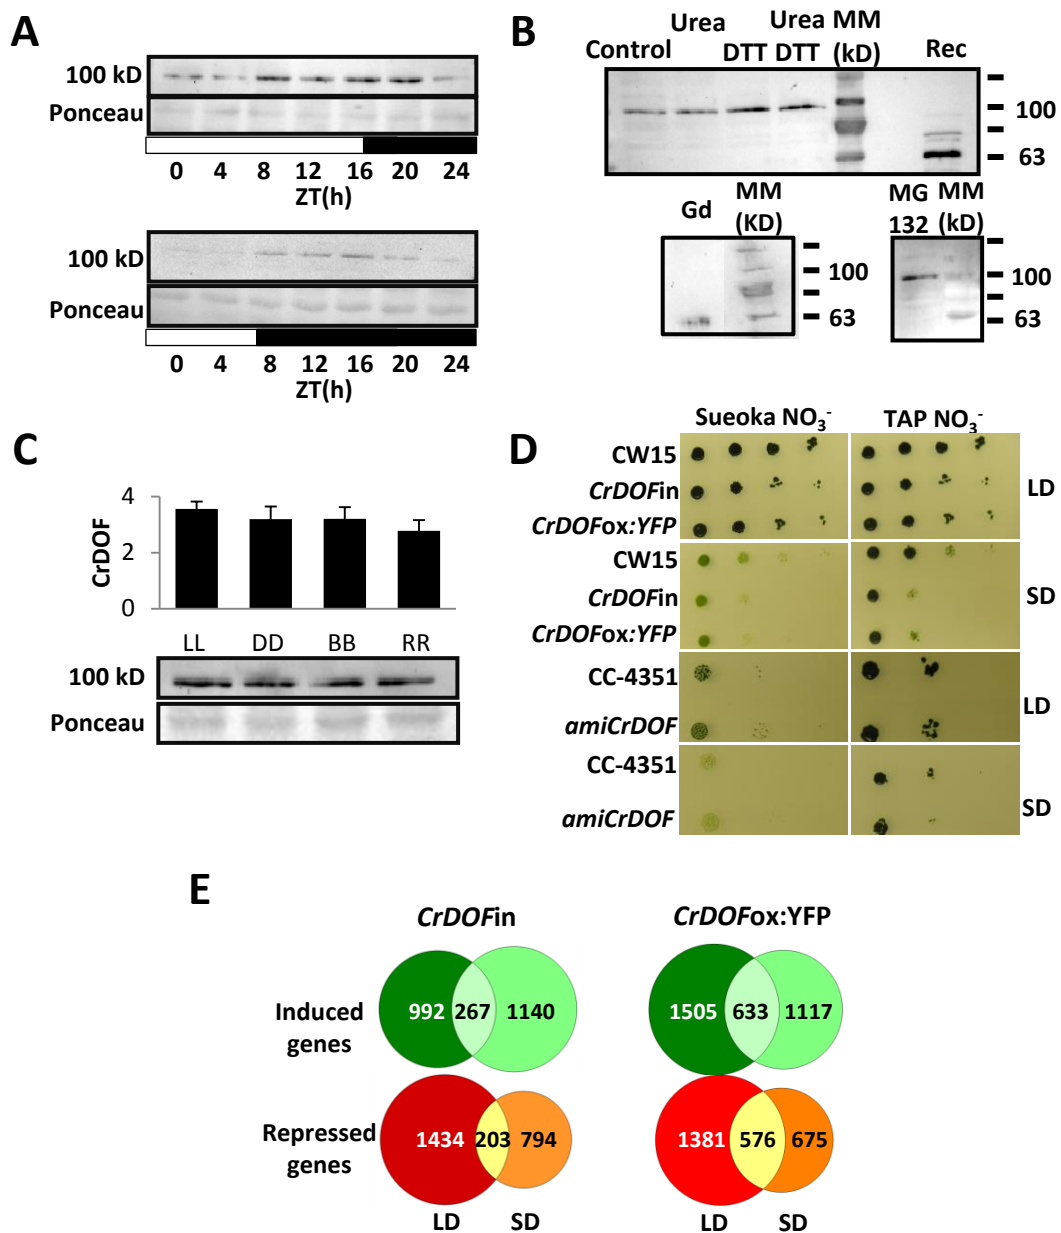 A
100 kD
Ponceau
0 4 8 12 16 20 24
ZT(h)
100 kD
Ponceau
0 4 8 12 16 20 24
ZT(h)
B
Control Urea DTT Urea DTT MM (kD) Rec
100
63
Gd MM (KD)
100
63
MG 132 MM (kD)
100
63
C
4
2
0
CrDOF
LL DD BB RR
100 kD
Ponceau
D
Sueoka NO₃⁻ TAP NO₃⁻
CW15
CrDOFin
CrDOFox:YFP
LD
CW15
CrDOFin
CrDOFox:YFP
SD
CC-4351
amiCrDOF
LD
CC-4351
amiCrDOF
SD
E
CrDOFin CrDOFox:YFP
Induced genes
992 267 1140
1505 633 1117
Repressed genes
1434 203 794
1381 576 675
LD SD
LD SD